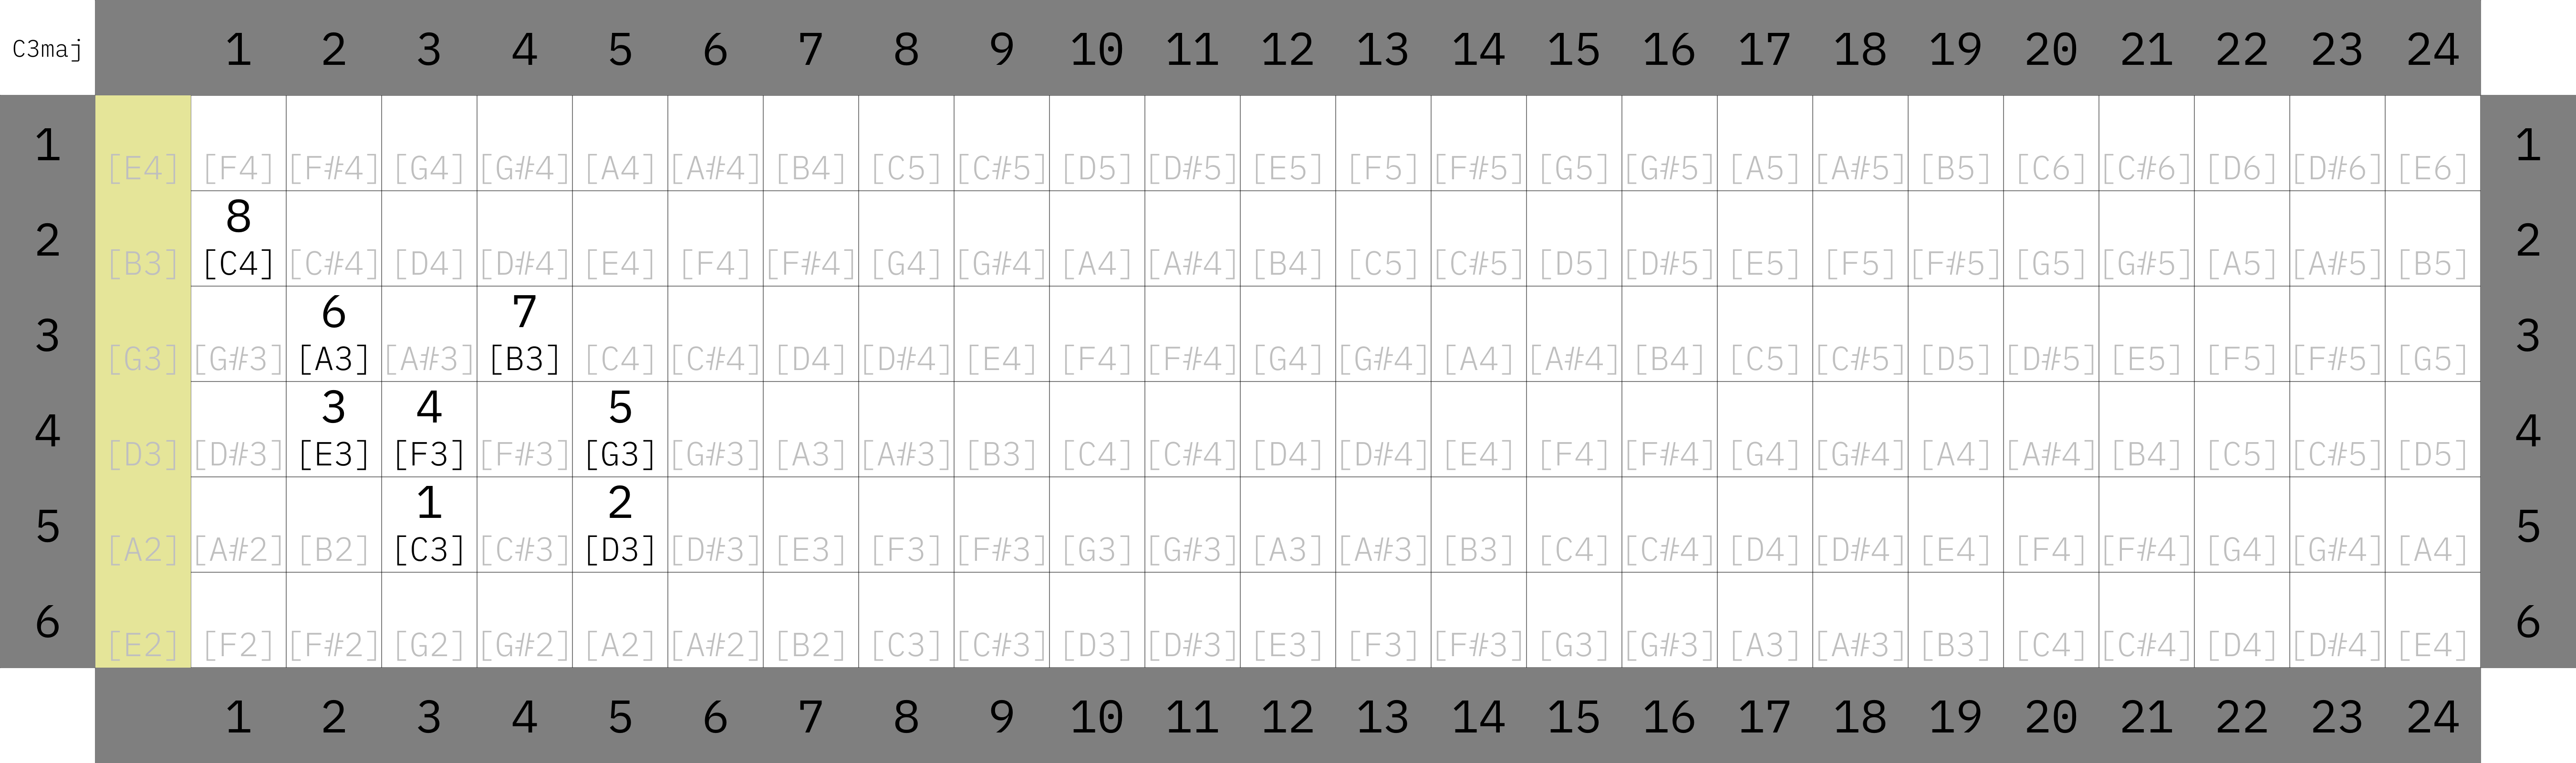 C3maj 1 2 3 4 5 6 7 8 9 10 11 12 13 14 15 16 17 18 19 20 21 22 23 24
1 [E4] [F4] [F#4] [G4] [G#4] [A4] [A#4] [B4] [C5] [C#5] [D5] [D#5] [E5] [F5] [F#5] [G5] [G#5] [A5] [A#5] [B5] [C6] [C#6] [D6] [D#6] [E6] 1
8
2 [B3] [C4] [C#4] [D4] [D#4] [E4] [F4] [F#4] [G4] [G#4] [A4] [A#4] [B4] [C5] [C#5] [D5] [D#5] [E5] [F5] [F#5] [G5] [G#5] [A5] [A#5] [B5] 2
6 7
3 [G3] [G#3] [A3] [A#3] [B3] [C4] [C#4] [D4] [D#4] [E4] [F4] [F#4] [G4] [G#4] [A4] [A#4] [B4] [C5] [C#5] [D5] [D#5] [E5] [F5] [F#5] [G5] 3
3 4 5
4 [D3] [D#3] [E3] [F3] [F#3] [G3] [G#3] [A3] [A#3] [B3] [C4] [C#4] [D4] [D#4] [E4] [F4] [F#4] [G4] [G#4] [A4] [A#4] [B4] [C5] [C#5] [D5] 4
1 2
5 [A2] [A#2] [B2] [C3] [C#3] [D3] [D#3] [E3] [F3] [F#3] [G3] [G#3] [A3] [A#3] [B3] [C4] [C#4] [D4] [D#4] [E4] [F4] [F#4] [G4] [G#4] [A4] 5
6 [E2] [F2] [F#2] [G2] [G#2] [A2] [A#2] [B2] [C3] [C#3] [D3] [D#3] [E3] [F3] [F#3] [G3] [G#3] [A3] [A#3] [B3] [C4] [C#4] [D4] [D#4] [E4] 6
1 2 3 4 5 6 7 8 9 10 11 12 13 14 15 16 17 18 19 20 21 22 23 24